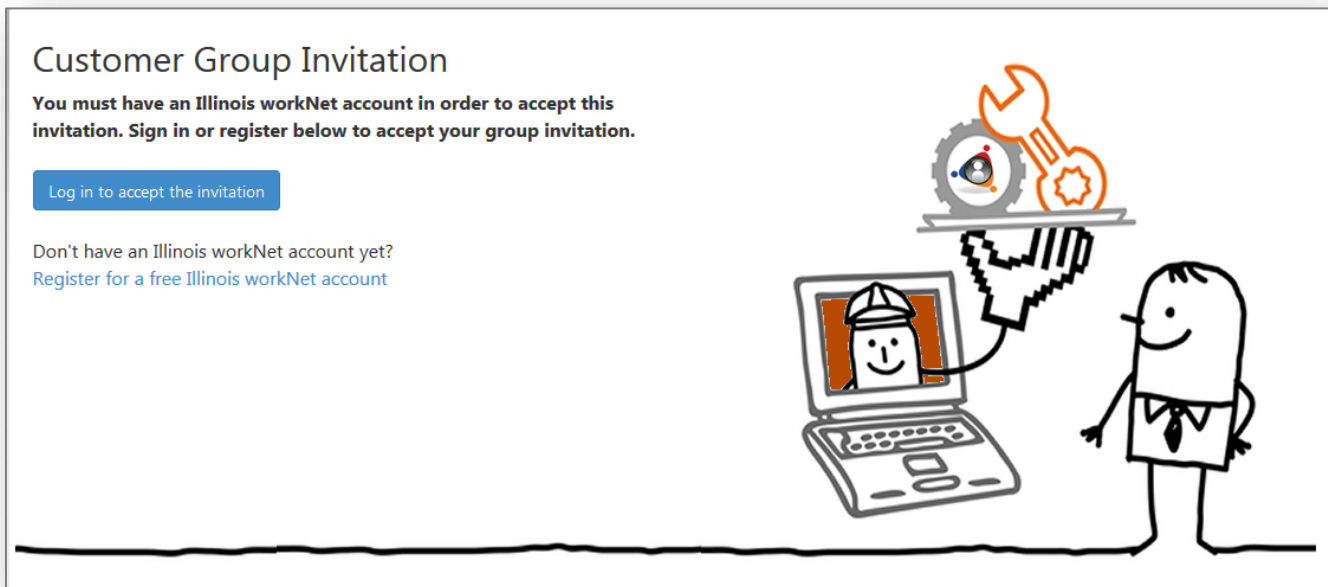 Customer Group Invitation
You must have an Illinois workNet account in order to accept this
invitation. Sign in or register below to accept your group invitation.
Log in to accept the invitation
Don't have an Illinois workNet account yet?
Register for a free Illinois workNet account